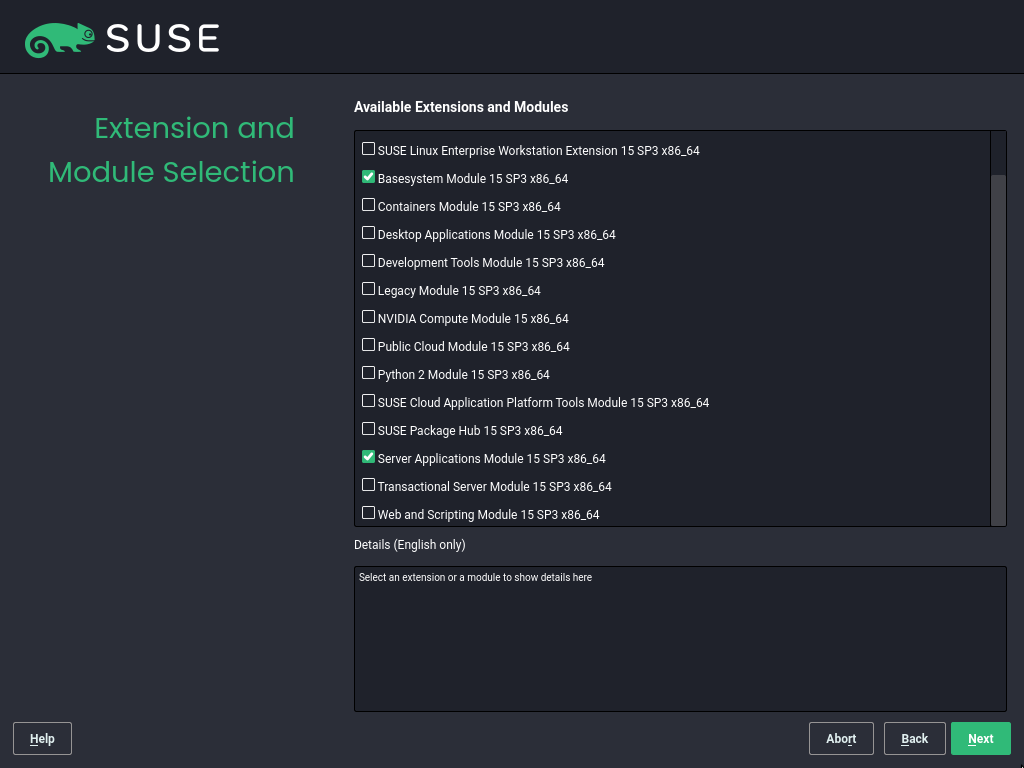 SUSE
Extension and
Module Selection
Available Extensions and Modules
SUSE Linux Enterprise Workstation Extension 15 SP3 x86_64
Basesystem Module 15 SP3 x86_64
Containers Module 15 SP3 x86_64
Desktop Applications Module 15 SP3 x86_64
Development Tools Module 15 SP3 x86_64
Legacy Module 15 SP3 x86_64
NVIDIA Compute Module 15 x86_64
Public Cloud Module 15 SP3 x86_64
Python 2 Module 15 SP3 x86_64
SUSE Cloud Application Platform Tools Module 15 SP3 x86_64
SUSE Package Hub 15 SP3 x86_64
Server Applications Module 15 SP3 x86_64
Transactional Server Module 15 SP3 x86_64
Web and Scripting Module 15 SP3 x86_64
Details (English only)
Select an extension or a module to show details here
Help
Abort
Back
Next